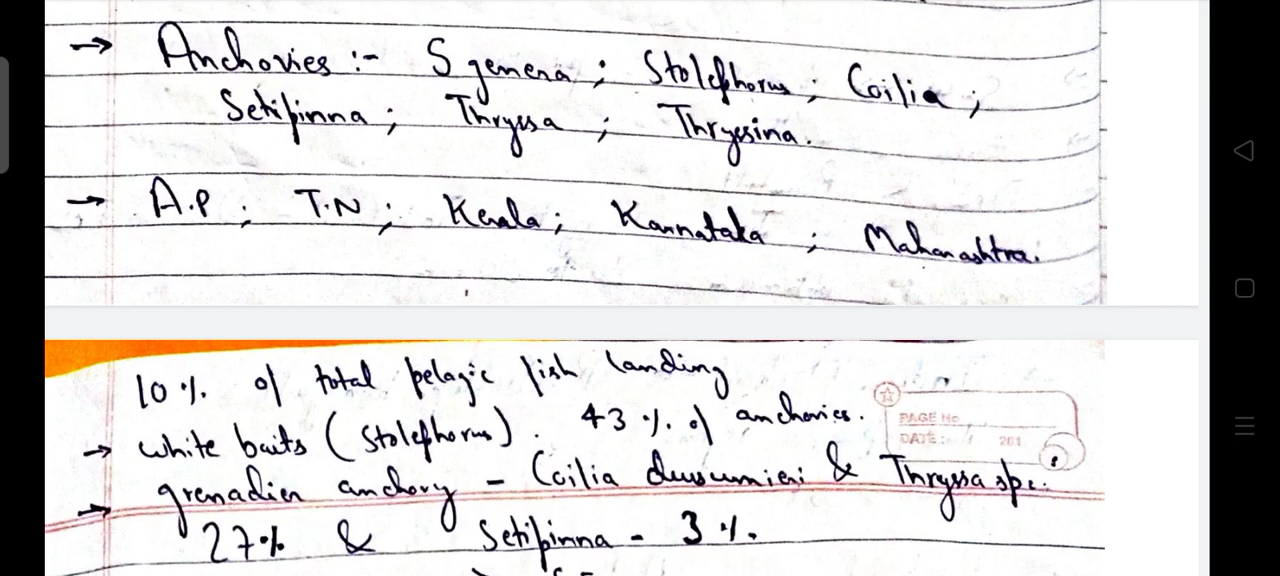 → Anchovies :- 5 genera ; Stolephorus ; Coilia ;
Setipinna ; Thryssa ; Thryssina.
→ A.P ; T.N ; Kerala ; Karnataka ; Maharashtra.
10 % of total pelagic fish landing
→ white baits ( Stolephorus ) . 43 % of anchovies.
PAGE No
DATE: 201
→ grenadier anchovy - Coilia dussumieri & Thryssa spe.
27% & Setipinna - 3 %.